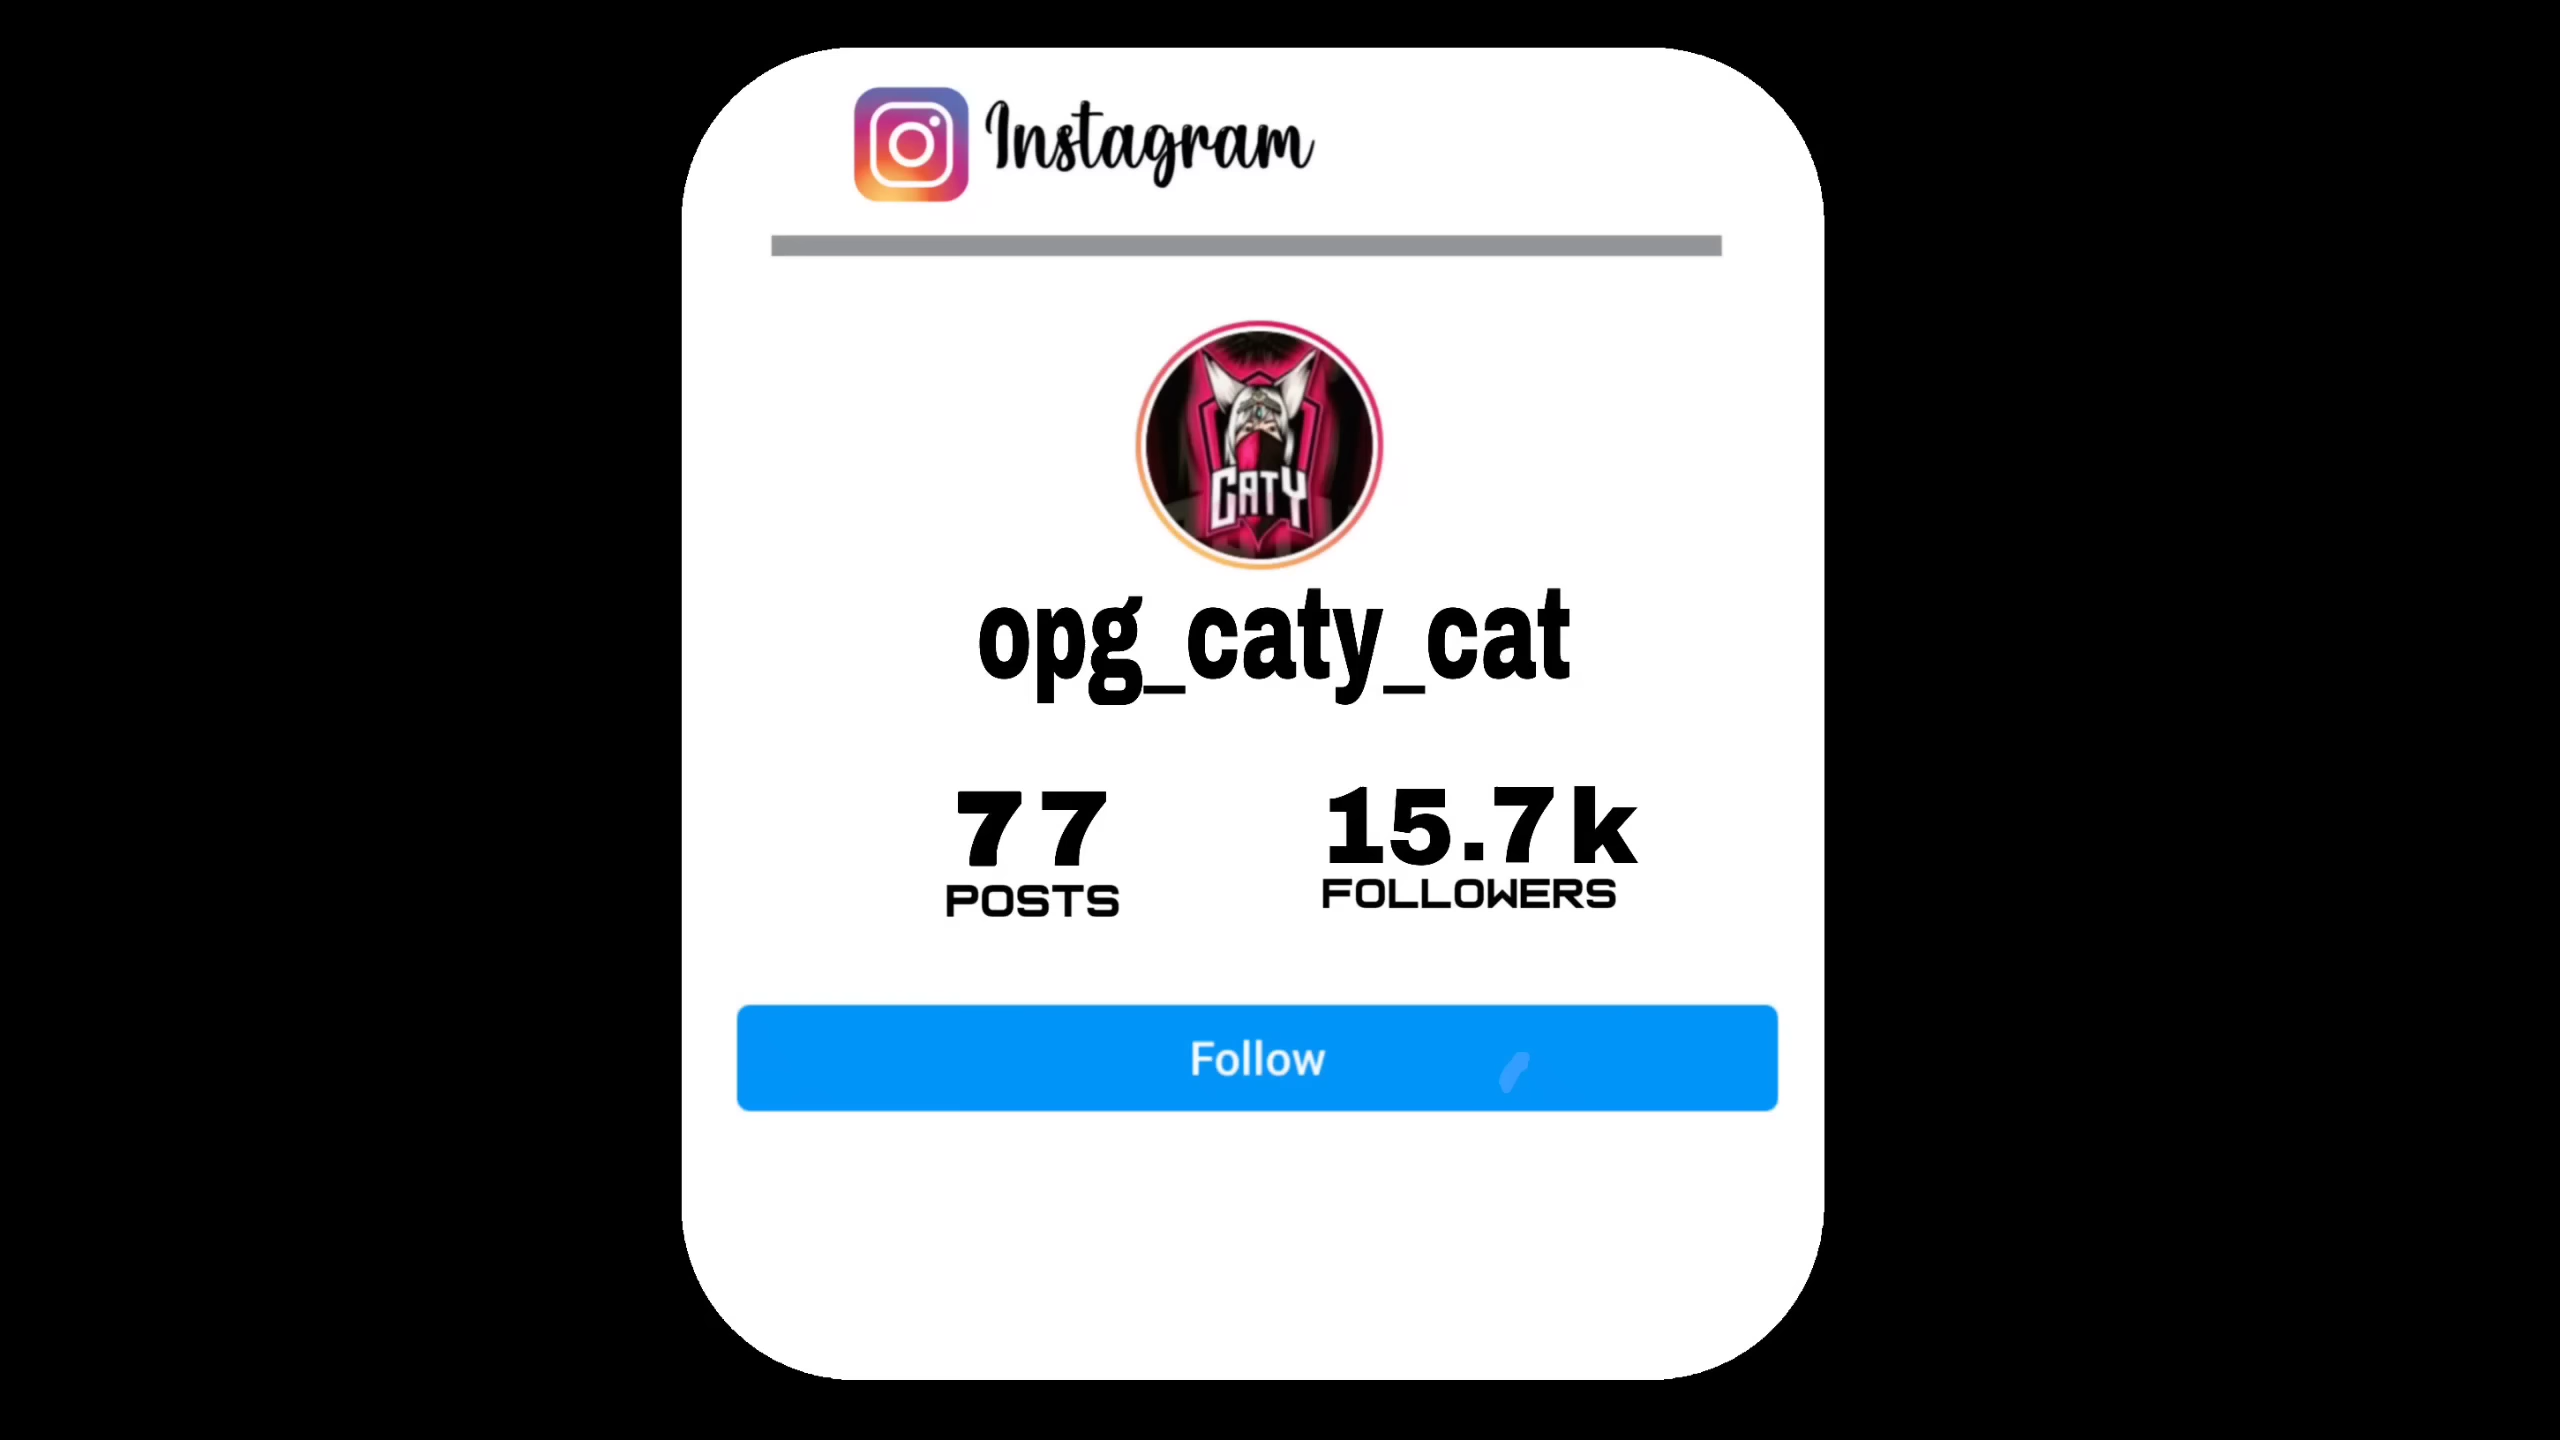 Instagram
CATY
opg_caty_cat
77
POSTS
15.7k
FOLLOWERS
Follow